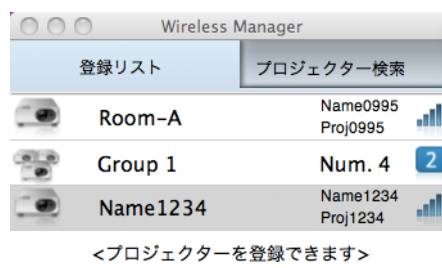 Wireless Manager
登録リスト プロジェクター検索
Room-A Name0995
Proj0995
Group 1 Num. 4 2
Name1234 Name1234
Proj1234
<プロジェクターを登録できます>